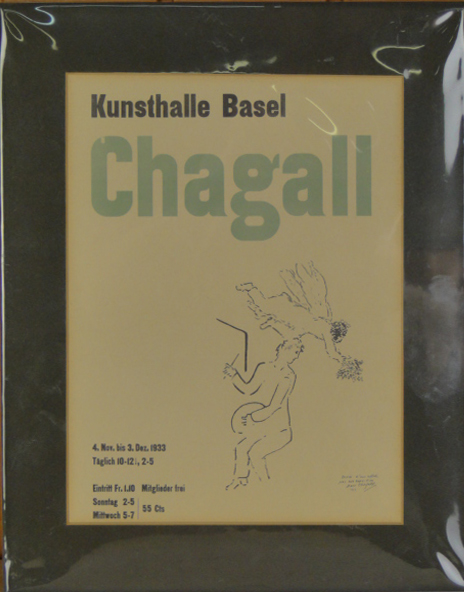 Kunsthalle Basel
Chagall
4. Nov. bis 3. Dez. 1933
Täglich 10-12½, 2-5
Eintritt Fr. 1.10 Mitglieder frei
Sonntag 2-5
Mittwoch 5-7
55 Cts